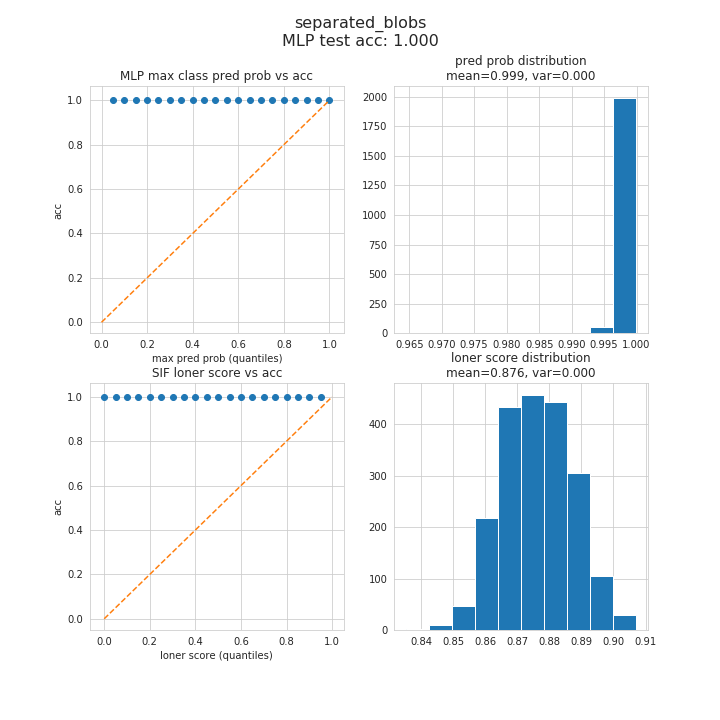 separated_blobs
MLP test acc: 1.000
MLP max class pred prob vs acc
1.0
0.8
0.6
0.4
0.2
0.0
acc
0.0 0.2 0.4 0.6 0.8 1.0
max pred prob (quantiles)
pred prob distribution
mean=0.999, var=0.000
2000
1750
1500
1250
1000
750
500
250
0
0.965 0.970 0.975 0.980 0.985 0.990 0.995 1.000
SIF loner score vs acc
1.0
0.8
0.6
0.4
0.2
0.0
acc
0.0 0.2 0.4 0.6 0.8 1.0
loner score (quantiles)
loner score distribution
mean=0.876, var=0.000
400
300
200
100
0
0.84 0.85 0.86 0.87 0.88 0.89 0.90 0.91